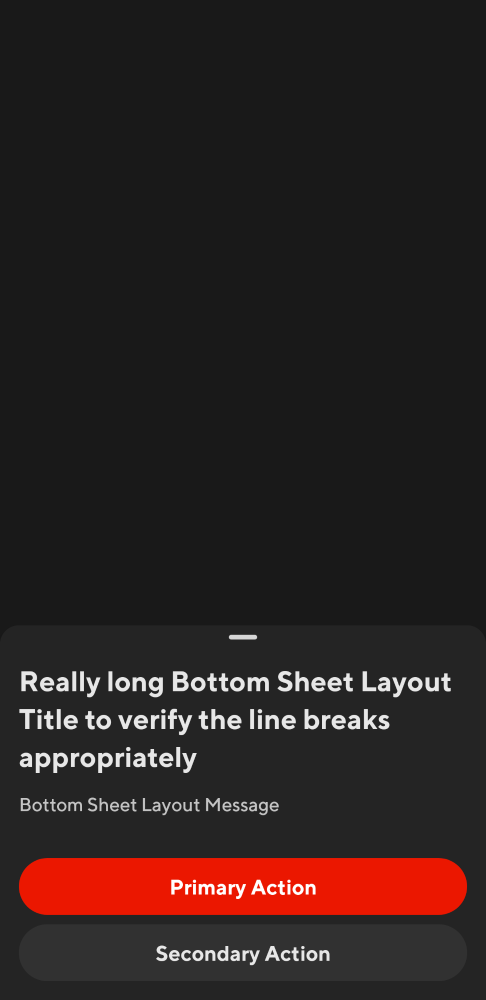 Really long Bottom Sheet Layout
Title to verify the line breaks
appropriately
Bottom Sheet Layout Message
Primary Action
Secondary Action